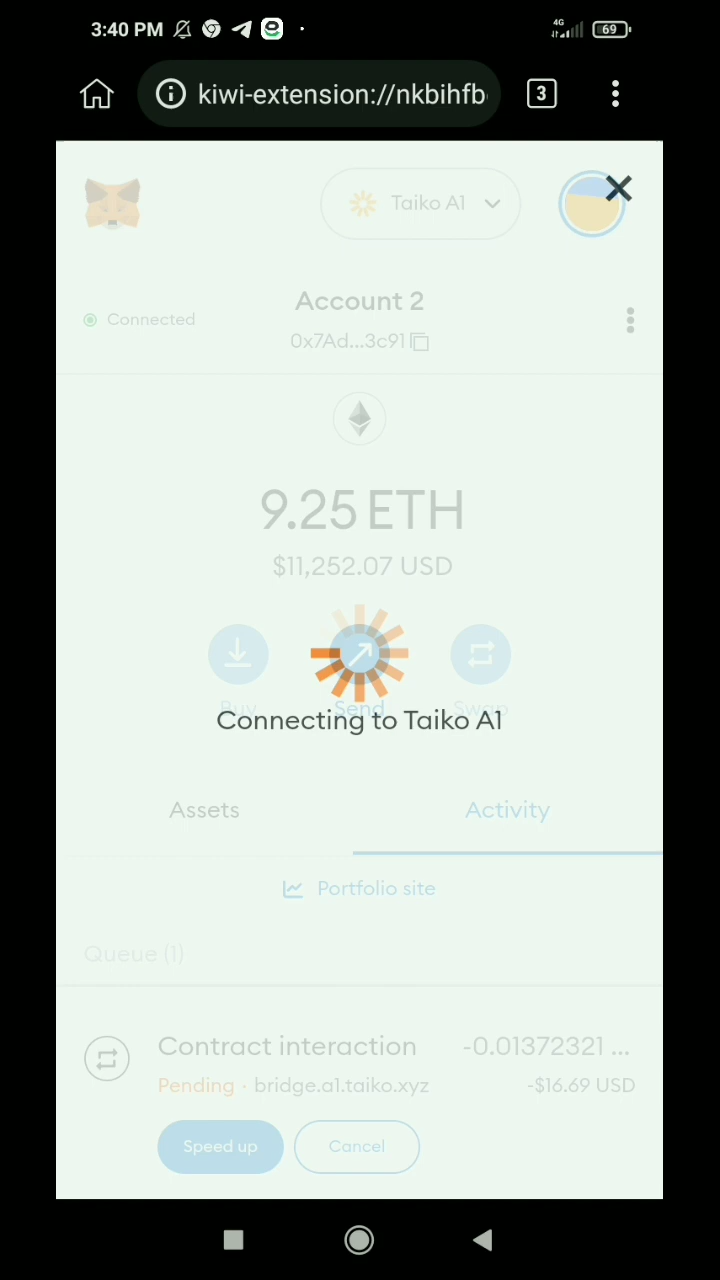 3:40 PM
4G
69
kiwi-extension://nkbihfb
3
Taiko A1
Connected
Account 2
0x7Ad...3c91
9.25 ETH
$11,252.07 USD
Buy
Send
Swap
Connecting to Taiko A1
Assets
Activity
Portfolio site
Queue (1)
Contract interaction
-0.01372321 ...
Pending · bridge.a1.taiko.xyz
-$16.69 USD
Speed up
Cancel